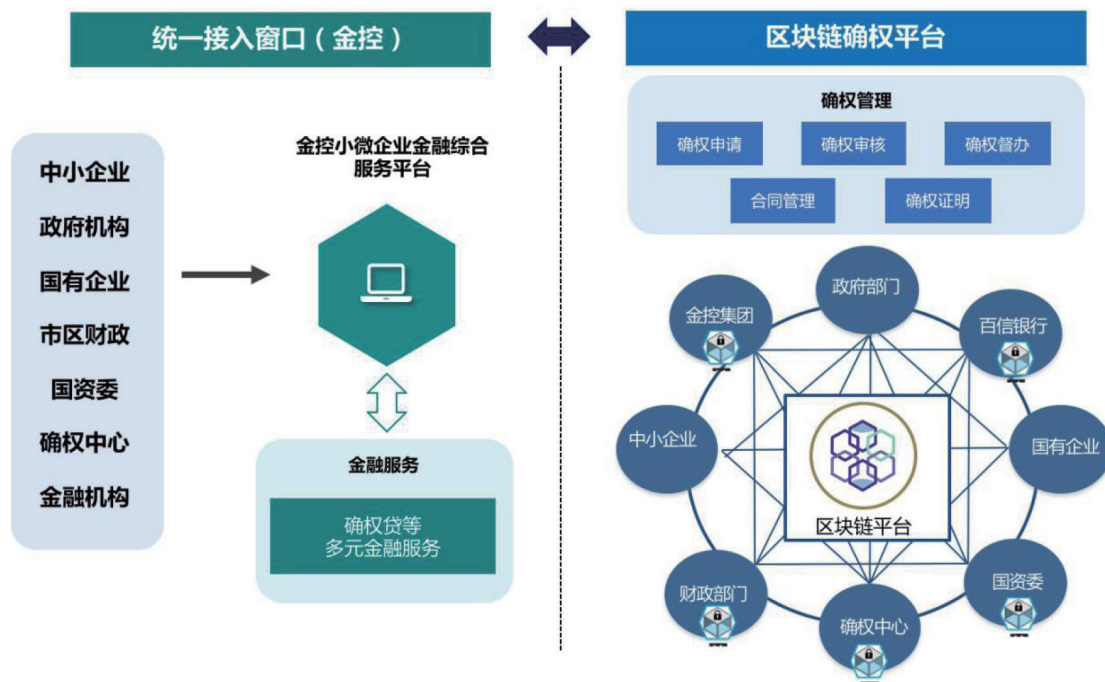 统一接入窗口（金控）
区块链确权平台
中小企业
政府机构
国有企业
市区财政
国资委
确权中心
金融机构
金控小微企业金融综合
服务平台
金融服务
确权贷等
多元金融服务
确权管理
确权申请
确权审核
确权督办
合同管理
确权证明
政府部门
金控集团
百信银行
中小企业
国有企业
区块链平台
财政部门
国资委
确权中心